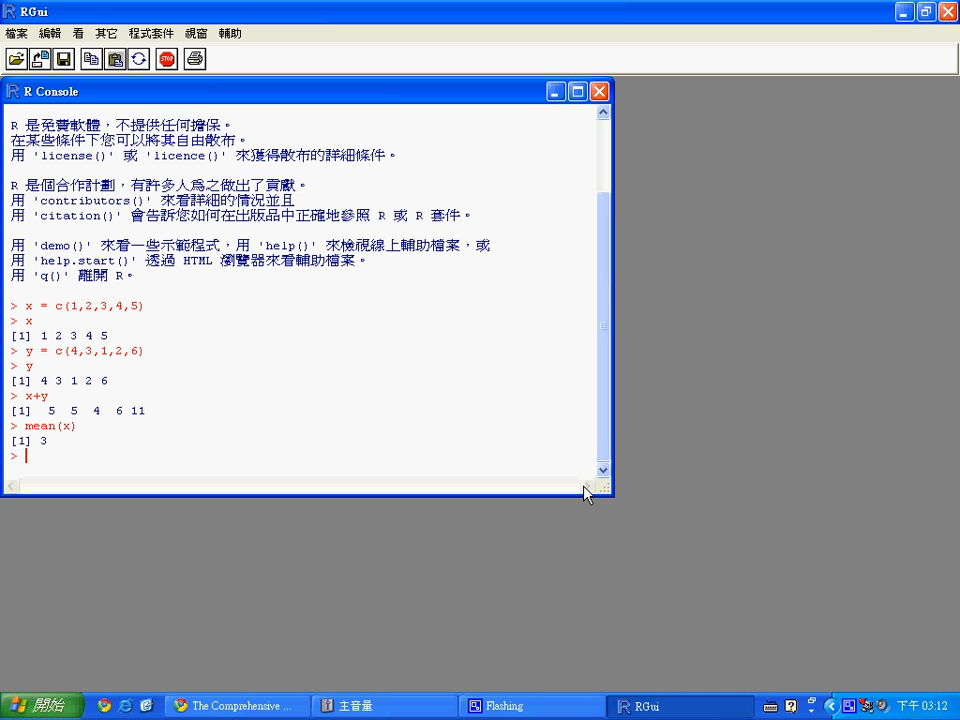 RGui
檔案 編輯 看 其它 程式套件 視窗 輔助
STOP
R Console
R 是免費軟體，不提供任何擔保。
在某些條件下您可以將其自由散布。
用 'license()' 或 'licence()' 來獲得散布的詳細條件。
R 是個合作計劃，有許多人為之做出了貢獻。
用 'contributors()' 來看詳細的情況並且
用 'citation()' 會告訴您如何在出版品中正確地參照 R 或 R 套件。
用 'demo()' 來看一些示範程式，用 'help()' 來檢視線上輔助檔案，或
用 'help.start()' 透過 HTML 瀏覽器來看輔助檔案。
用 'q()' 離開 R。
> x = c(1,2,3,4,5)
> x
[1] 1 2 3 4 5
> y = c(4,3,1,2,6)
> y
[1] 4 3 1 2 6
> x+y
[1]  5  5  4  6 11
> mean(x)
[1] 3
>
開始 The Comprehensive ... 主音量 Flashing RGui 下午 03:12